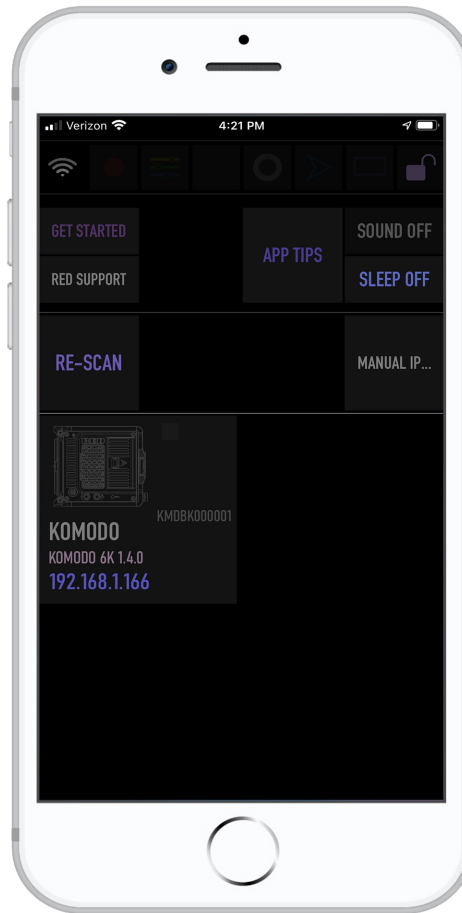 Verizon 4:21 PM
GET STARTED
RED SUPPORT
APP TIPS
SOUND OFF
SLEEP OFF
RE-SCAN
MANUAL IP...
KMDBK000001
KOMODO
KOMODO 6K 1.4.0
192.168.1.166